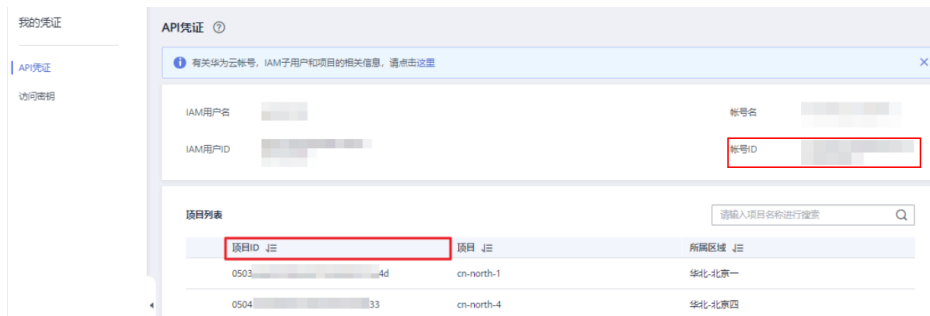 我的凭证
API凭证
访问密钥
API凭证 ?
有关华为云帐号，IAM子用户和项目的相关信息，请点击这里
IAM用户名 帐号名
IAM用户ID 帐号ID
项目列表 请输入项目名称进行搜索
项目ID 项目 所属区域
0503 4d cn-north-1 华北-北京一
0504 33 cn-north-4 华北-北京四